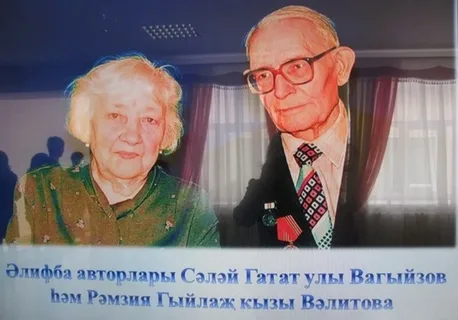 Әлифба авторлары Сәләй Гатат улы Вагыйзов
һәм Рәмзия Гыйлаҗ кызы Вәлитова